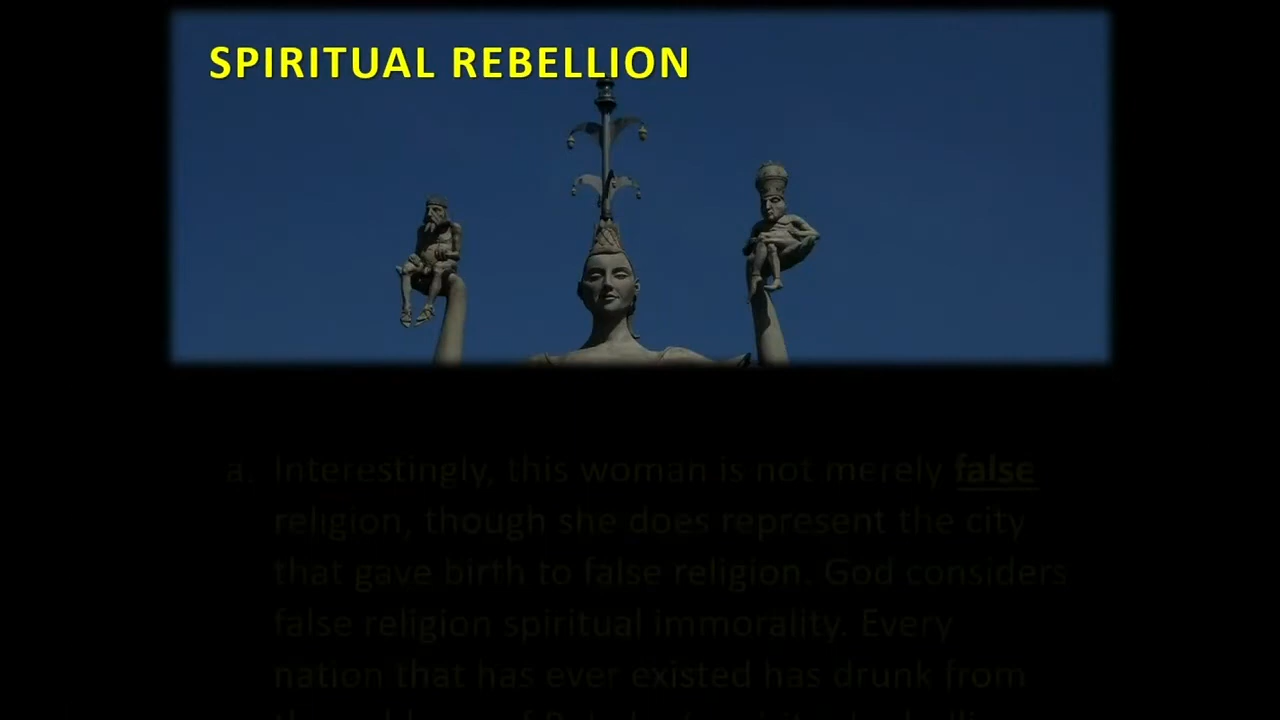 SPIRITUAL REBELLION
a. Interestingly, this woman is not merely false
religion, though she does represent the city
that gave birth to false religion. God considers
false religion spiritual immorality. Every
nation that has ever existed has drunk from